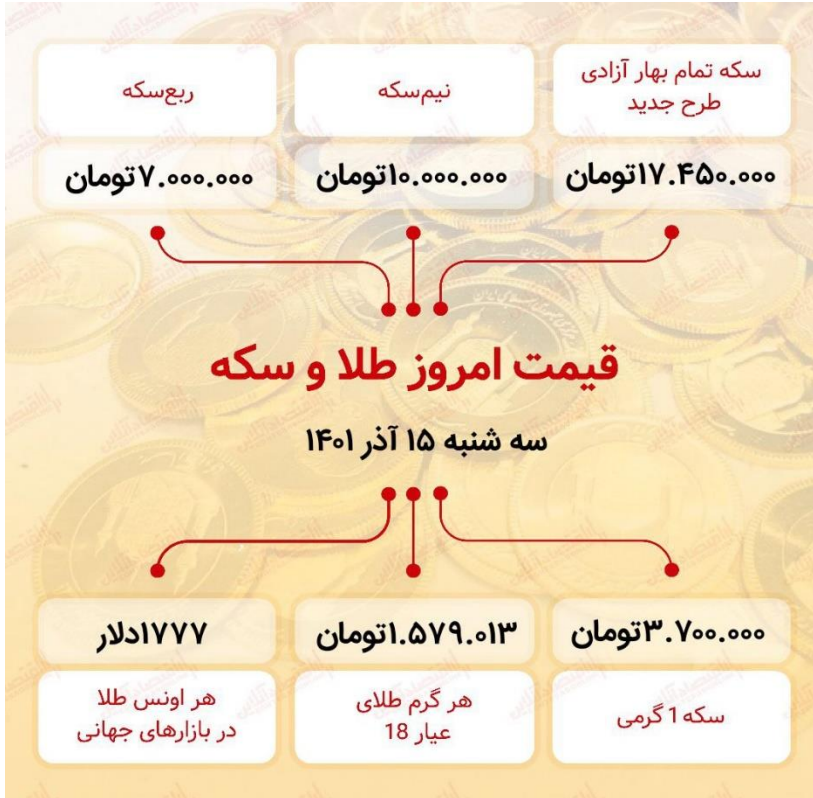 سکه تمام بهار آزادی
طرح جدید
نیم‌سکه
ربع‌سکه
۱۷.۴۵۰.۰۰۰تومان
۱۰.۰۰۰.۰۰۰تومان
۷.۰۰۰.۰۰۰تومان
قیمت امروز طلا و سکه
سه شنبه ۱۵ آذر ۱۴۰۱
۳.۷۰۰.۰۰۰تومان
۱.۵۷۹.۰۱۳تومان
۱۷۷۷دلار
سکه 1 گرمی
هر گرم طلای
عیار 18
هر اونس طلا
در بازارهای جهانی